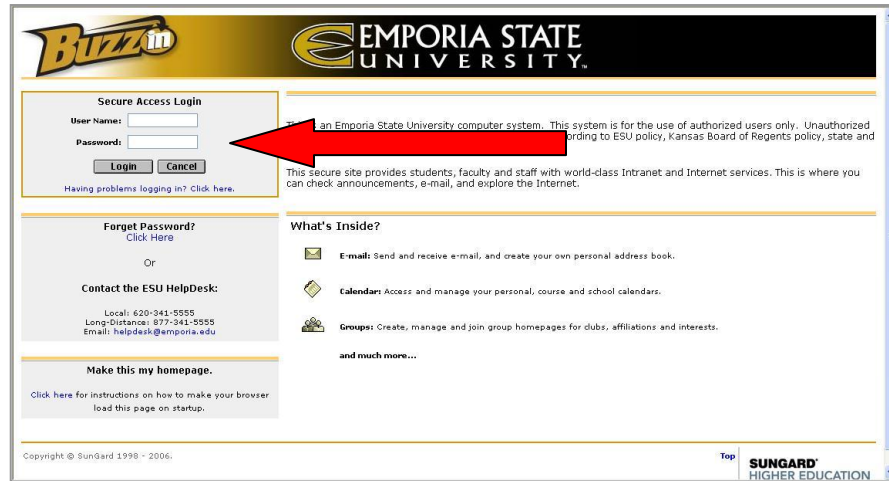 Buzz in
EMPORIA STATE
UNIVERSITY
Secure Access Login
User Name:
Password:
Login Cancel
Having problems logging in? Click here.
an Emporia State University computer system. This system is for the use of authorized users only. Unauthorized
ording to ESU policy, Kansas Board of Regents policy, state and
This secure site provides students, faculty and staff with world-class Intranet and Internet services. This is where you
can check announcements, e-mail, and explore the Internet.
Forget Password?
Click Here
Or
Contact the ESU HelpDesk:
Local: 620-341-5555
Long-Distance: 877-341-5555
Email: helpdesk@emporia.edu
Make this my homepage.
Click here for instructions on how to make your browser
load this page on startup.
What's Inside?
E-mail: Send and receive e-mail, and create your own personal address book.
Calendar: Access and manage your personal, course and school calendars.
Groups: Create, manage and join group homepages for clubs, affiliations and interests.
and much more...
Copyright © SunGard 1998 - 2006.
Top
SUNGARD'
HIGHER EDUCATION